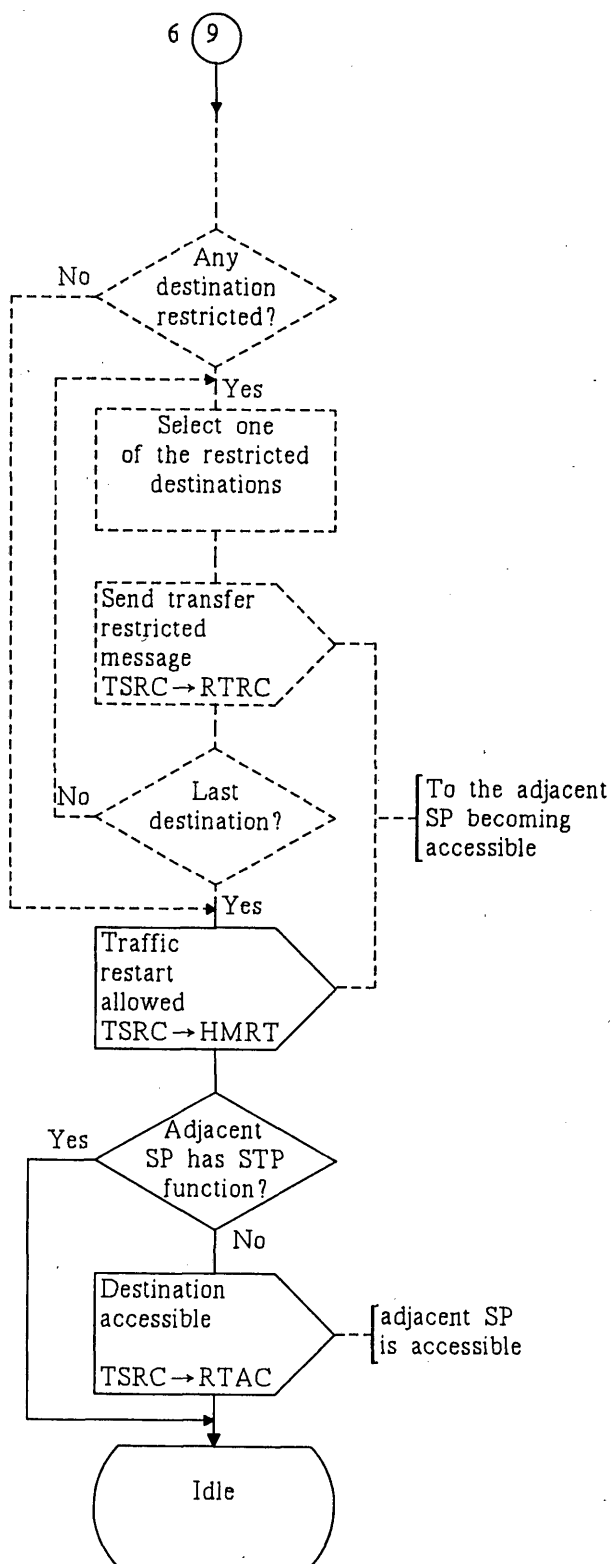 6 9
Any
destination
restricted?
No
Yes
Select one
of the restricted
destinations
Send transfer
restricted
message
TSRC→RTRC
Last
destination?
No
To the adjacent
SP becoming
accessible
Yes
Traffic
restart
allowed
TSRC→HMRT
Yes
Adjacent
SP has STP
function?
No
Destination
accessible
TSRC→RTAC
adjacent SP
is accessible
Idle